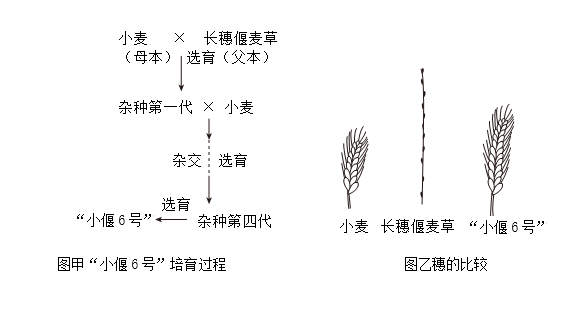 小麦 × 长穗偃麦草
（母本） 选育（父本）
杂种第一代 × 小麦
杂交 选育
选育
“小偃6号” 杂种第四代
图甲“小偃6号”培育过程
小麦 长穗偃麦草 “小偃6号”
图乙穗的比较